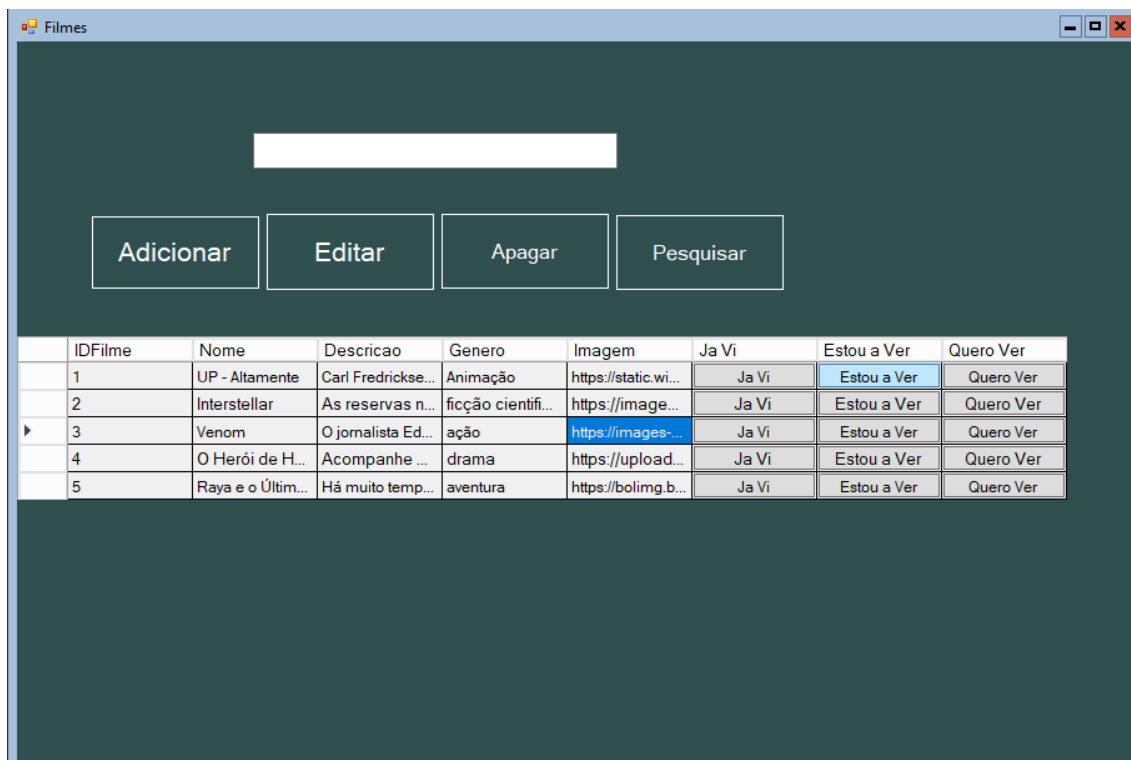 Filmes
Adicionar Editar Apagar Pesquisar
IDFilme Nome Descricao Genero Imagem Ja Vi Estou a Ver Quero Ver
1 UP - Altamente Carl Fredrickse... Animação https://static.wi... Ja Vi Estou a Ver Quero Ver
2 Interstellar As reservas n... ficção cientifi... https://image... Ja Vi Estou a Ver Quero Ver
3 Venom O jornalista Ed... ação https://images-... Ja Vi Estou a Ver Quero Ver
4 O Herói de H... Acompanhe ... drama https://upload... Ja Vi Estou a Ver Quero Ver
5 Raya e o Últim... Há muito temp... aventura https://bolimg.b... Ja Vi Estou a Ver Quero Ver